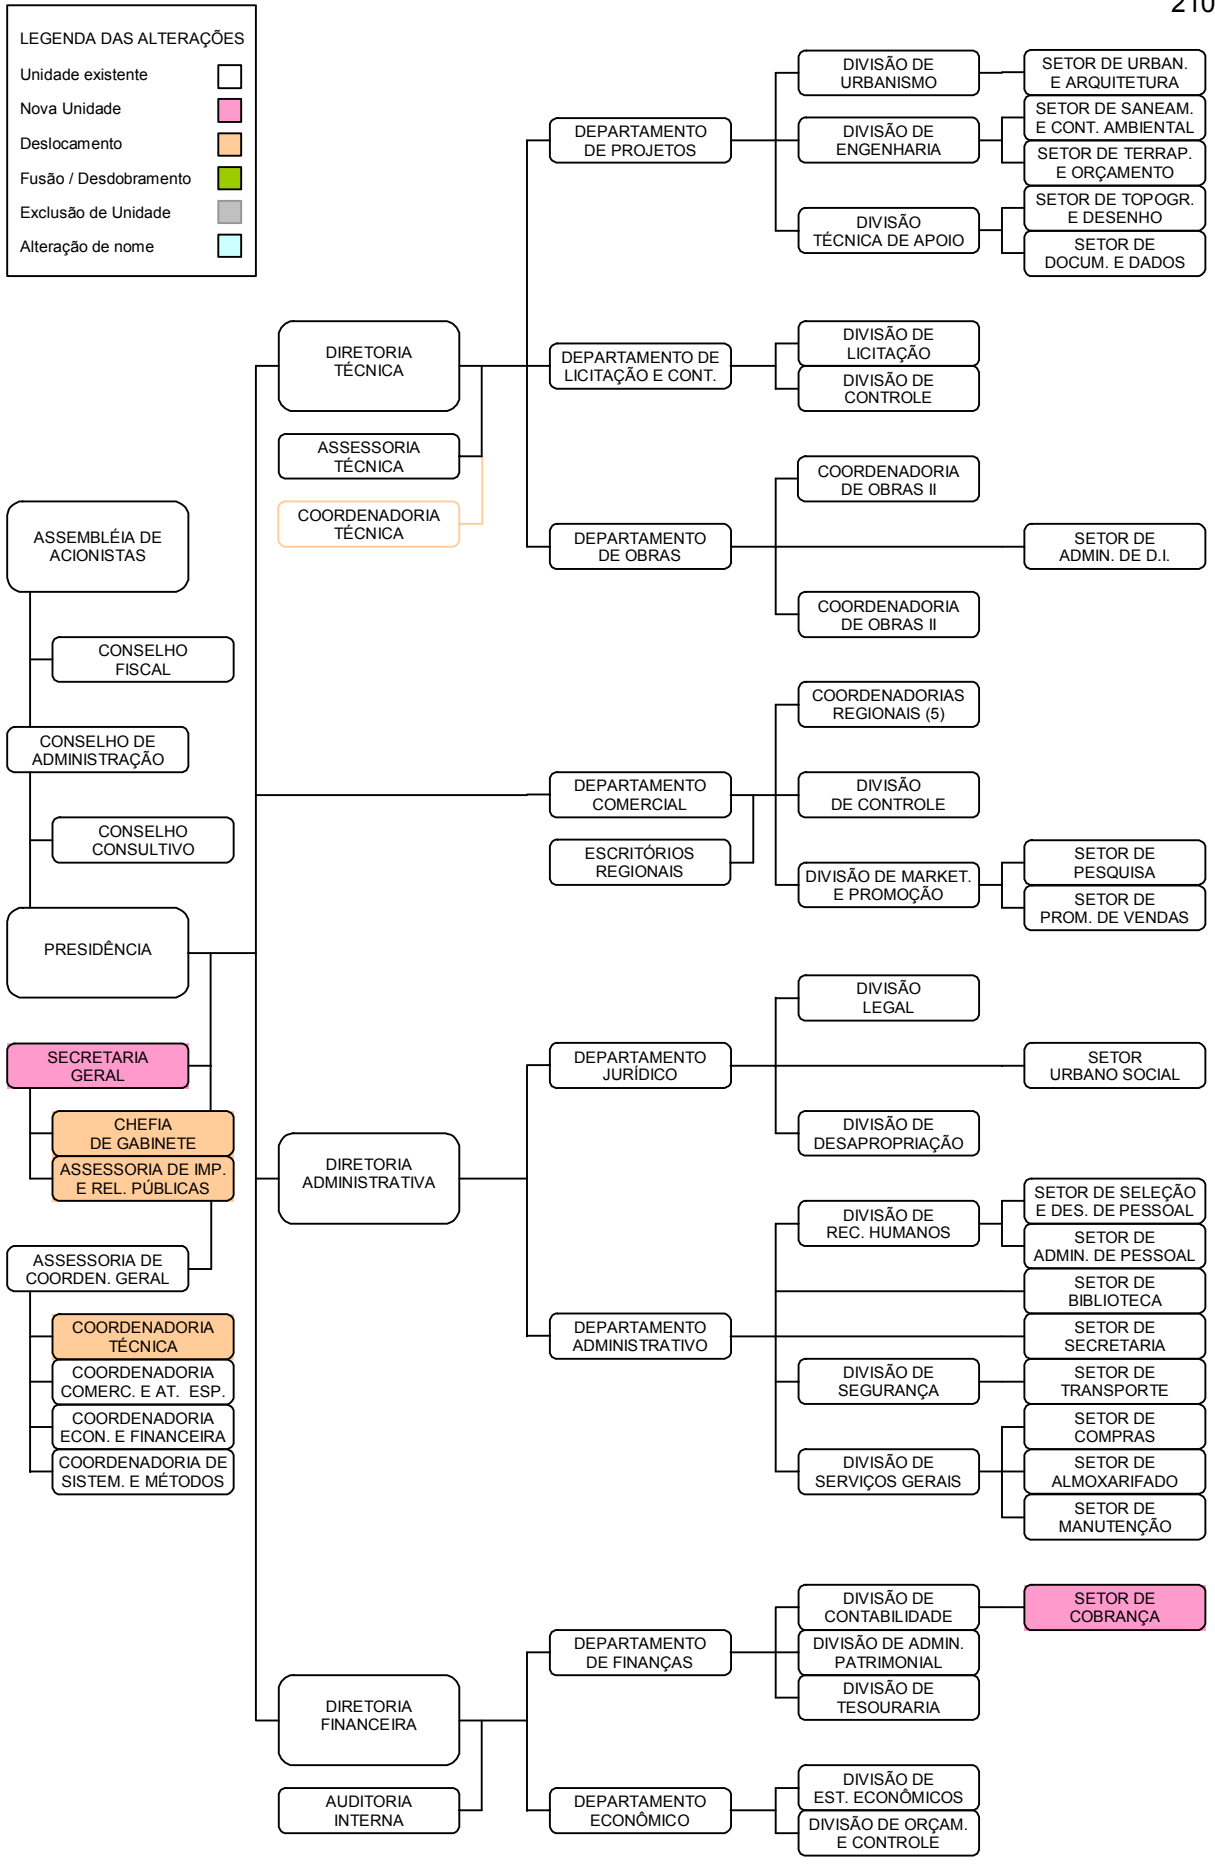 210
LEGENDA DAS ALTERAÇÕES
Unidade existente
Nova Unidade
Deslocamento
Fusão / Desdobramento
Exclusão de Unidade
Alteração de nome
ASSEMBLÉIA DE
ACIONISTAS
CONSELHO
FISCAL
CONSELHO DE
ADMINISTRAÇÃO
CONSELHO
CONSULTIVO
PRESIDÊNCIA
SECRETARIA
GERAL
CHEFIA
DE GABINETE
ASSESSORIA DE IMP.
E REL. PÚBLICAS
ASSESSORIA DE
COORDEN. GERAL
COORDENADORIA
TÉCNICA
COORDENADORIA
COMERC. E AT. ESP.
COORDENADORIA
ECON. E FINANCEIRA
COORDENADORIA DE
SISTEM. E MÉTODOS
DIRETORIA
TÉCNICA
ASSESSORIA
TÉCNICA
COORDENADORIA
TÉCNICA
DEPARTAMENTO
DE PROJETOS
DIVISÃO DE
URBANISMO
SETOR DE URBAN.
E ARQUITETURA
DIVISÃO DE
ENGENHARIA
SETOR DE SANEAM.
E CONT. AMBIENTAL
SETOR DE TERRAP.
E ORÇAMENTO
DIVISÃO
TÉCNICA DE APOIO
SETOR DE TOPOGR.
E DESENHO
SETOR DE
DOCUM. E DADOS
DEPARTAMENTO DE
LICITAÇÃO E CONT.
DIVISÃO DE
LICITAÇÃO
DIVISÃO DE
CONTROLE
DEPARTAMENTO
DE OBRAS
COORDENADORIA
DE OBRAS II
SETOR DE
ADMIN. DE D.I.
COORDENADORIA
DE OBRAS II
DEPARTAMENTO
COMERCIAL
ESCRITÓRIOS
REGIONAIS
COORDENADORIAS
REGIONAIS (5)
DIVISÃO
DE CONTROLE
DIVISÃO DE MARKET.
E PROMOÇÃO
SETOR DE
PESQUISA
SETOR DE
PROM. DE VENDAS
DIRETORIA
ADMINISTRATIVA
DEPARTAMENTO
JURÍDICO
DIVISÃO
LEGAL
SETOR
URBANO SOCIAL
DIVISÃO DE
DESAPROPRIAÇÃO
DEPARTAMENTO
ADMINISTRATIVO
DIVISÃO DE
REC. HUMANOS
SETOR DE SELEÇÃO
E DES. DE PESSOAL
SETOR DE
ADMIN. DE PESSOAL
SETOR DE
BIBLIOTECA
SETOR DE
SECRETARIA
DIVISÃO DE
SEGURANÇA
SETOR DE
TRANSPORTE
DIVISÃO DE
SERVIÇOS GERAIS
SETOR DE
COMPRAS
SETOR DE
ALMOXARIFADO
SETOR DE
MANUTENÇÃO
DIRETORIA
FINANCEIRA
AUDITORIA
INTERNA
DEPARTAMENTO
DE FINANÇAS
DIVISÃO DE
CONTABILIDADE
SETOR DE
COBRANÇA
DIVISÃO DE ADMIN.
PATRIMONIAL
DIVISÃO DE
TESOURARIA
DEPARTAMENTO
ECONÔMICO
DIVISÃO DE
EST. ECONÔMICOS
DIVISÃO DE ORÇAM.
E CONTROLE